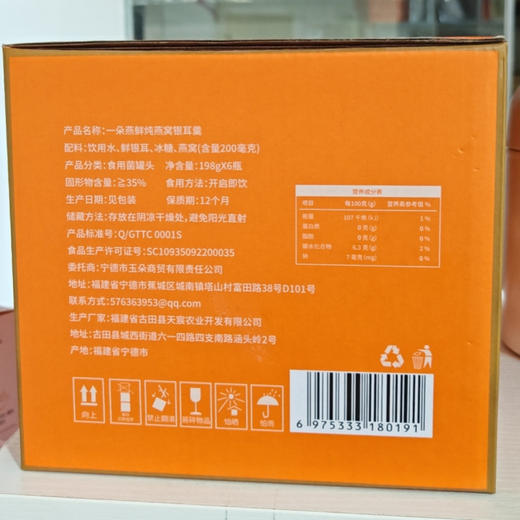 产品名称：一朵燕鲜炖燕窝银耳羹
配料：饮用水、鲜银耳、冰糖、燕窝(含量200毫克)
产品分类：食用菌罐头 净含量：198gX6瓶
固形物含量：≧35% 食用方法：开启即饮
生产日期：见包装 保质期：12个月
储藏方法：存放在阴凉干燥处，避免阳光直射
产品标准号：Q/GTTC 0001S
食品生产许可证号：SC10935092200035
委托商：宁德市玉朵商贸有限责任公司
地址：福建省宁德市蕉城区城南镇塔山村富田路38号D101号
联系方式：576363953@qq.com
生产厂家：福建省古田县天宸农业开发有限公司
地址：古田县城西街道六一四路四支南路涵头岭2号
产地：福建省宁德市
营养成分表
项目 每100克(g) 营养素参考值 %
能量 107 千焦(kJ) 1 %
蛋白质 0 克(g) 0 %
脂肪 0 克(g) 0 %
碳水化合物 6.3 克(g) 2 %
钠 7 毫克(mg) 0 %
向上
禁止翻滚
易碎物品
怕晒
怕雨
6 975333 180191